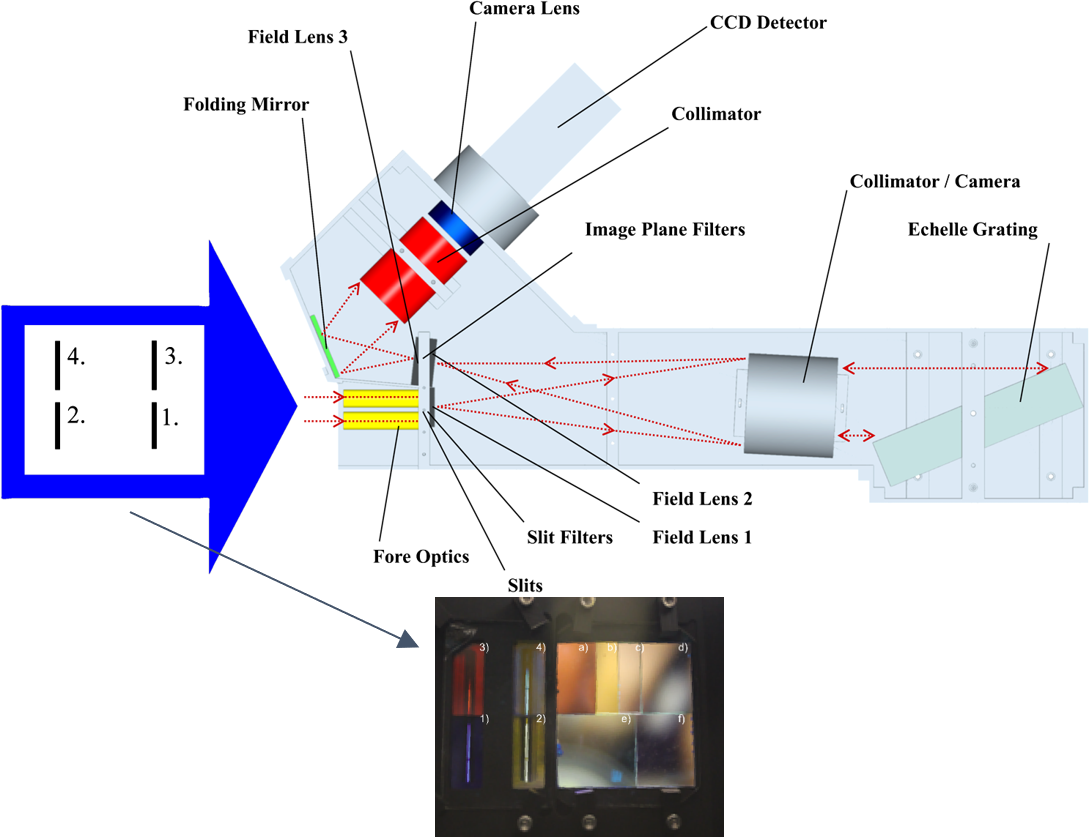 Camera Lens
CCD Detector
Field Lens 3
Folding Mirror
Collimator
Collimator / Camera
Image Plane Filters
Echelle Grating
4.
3.
2.
1.
Field Lens 2
Slit Filters
Field Lens 1
Fore Optics
Slits
3)
4)
a)
b)
c)
d)
1)
2)
e)
f)